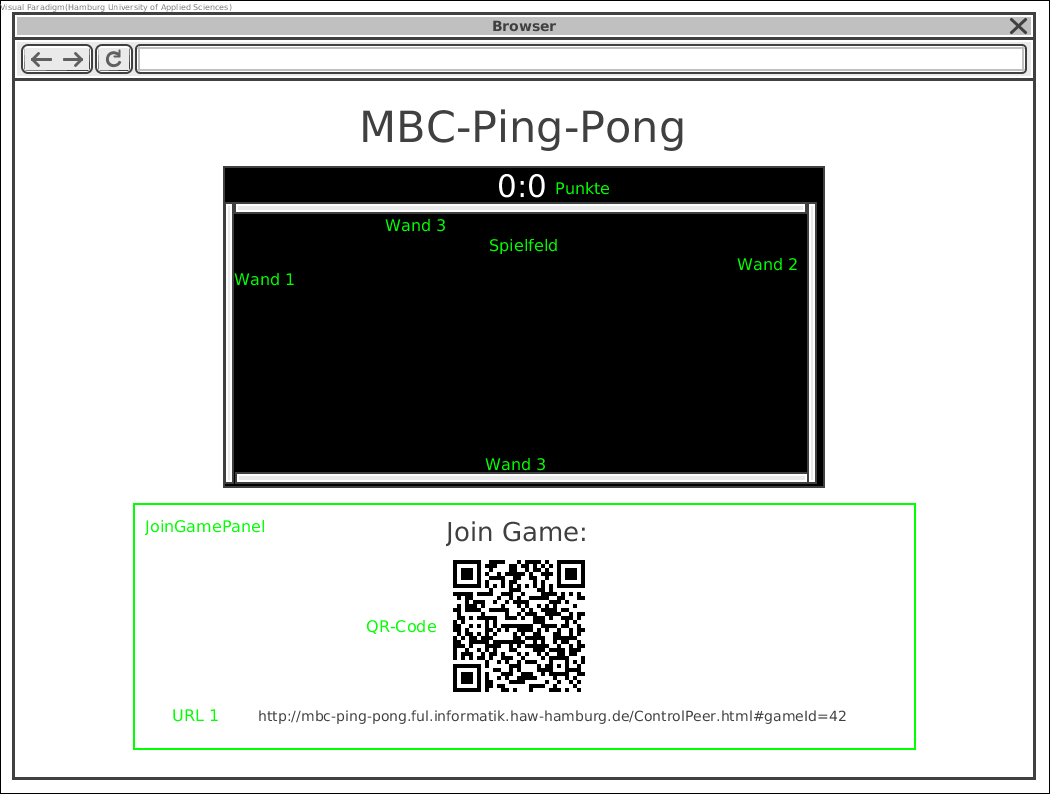 Visual Paradigm(Hamburg University of Applied Sciences)
Browser
MBC-Ping-Pong
0:0 Punkte
Wand 3
Spielfeld
Wand 2
Wand 1
Wand 3
JoinGamePanel
Join Game:
QR-Code
URL 1 http://mbc-ping-pong.ful.informatik.haw-hamburg.de/ControlPeer.html#gameId=42